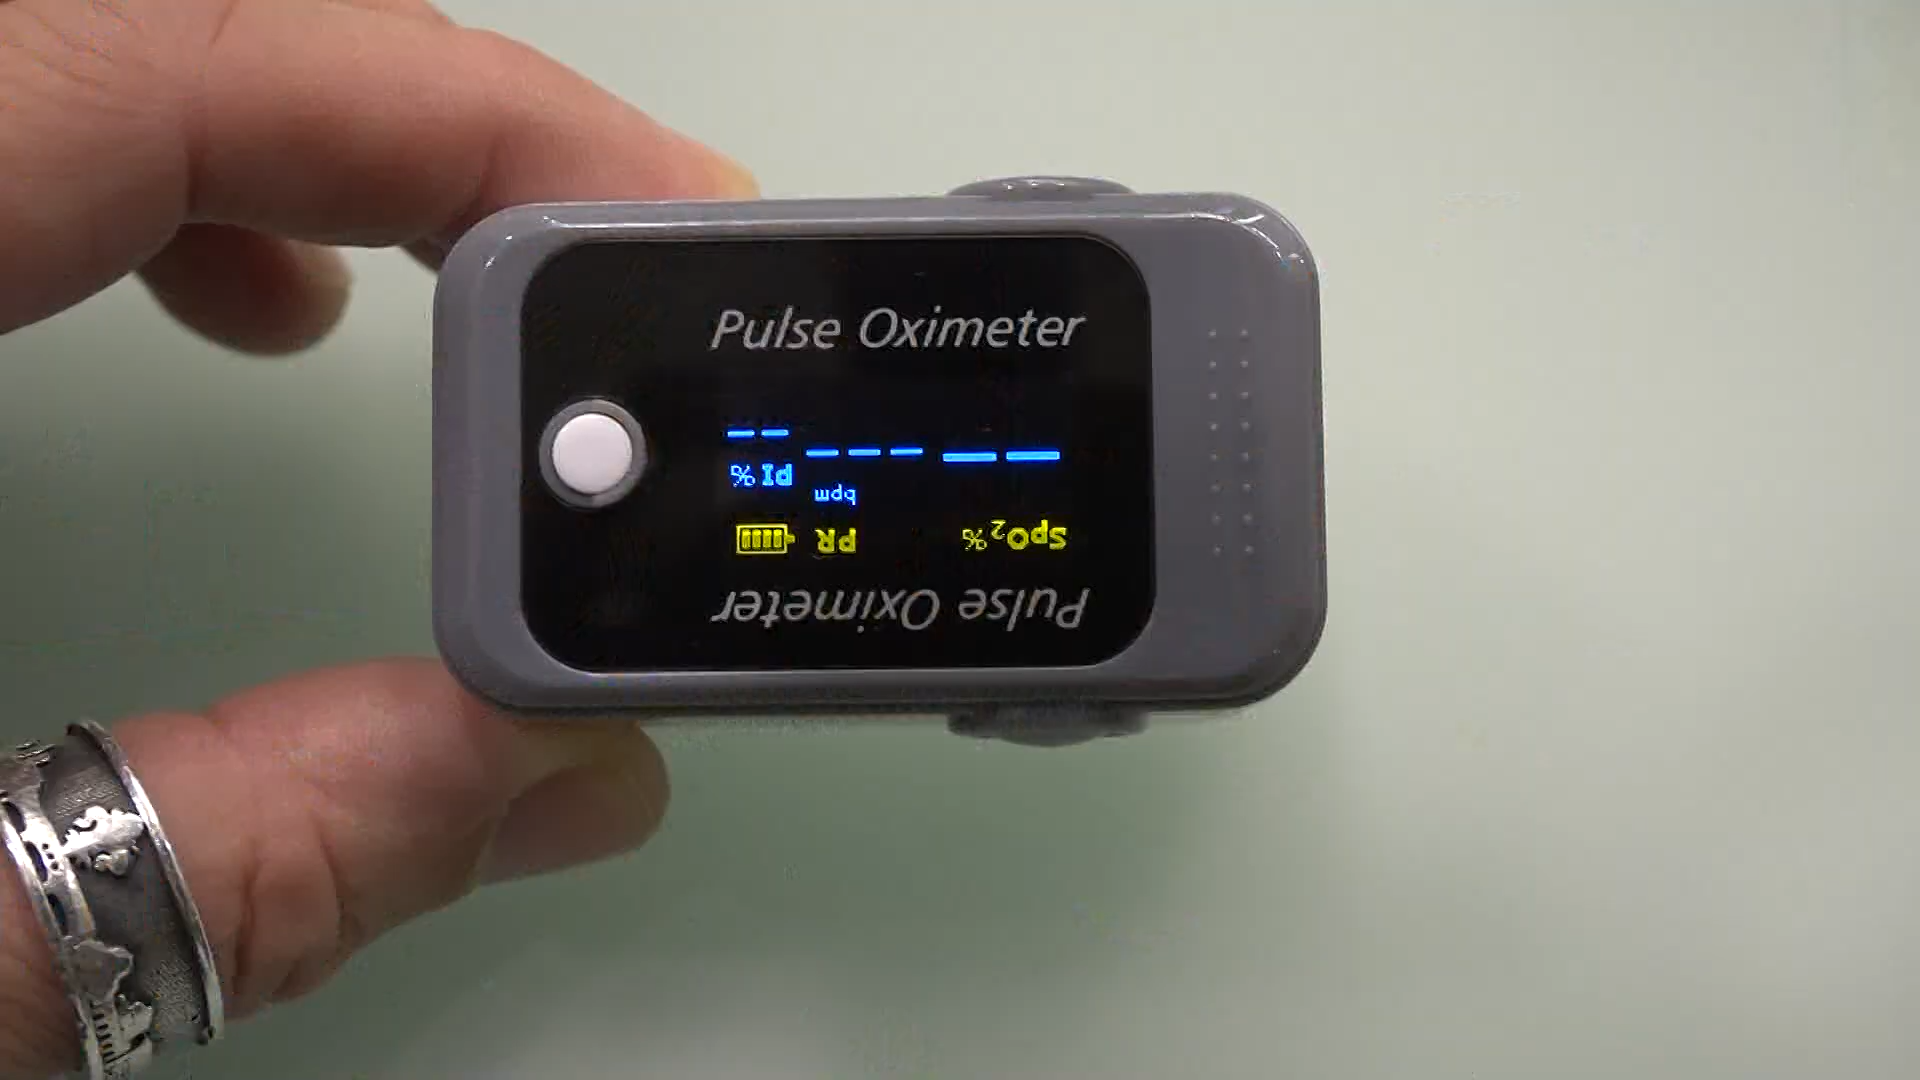 Pulse Oximeter
-- --- --
PI % bpm
SpO₂% PR
Pulse Oximeter